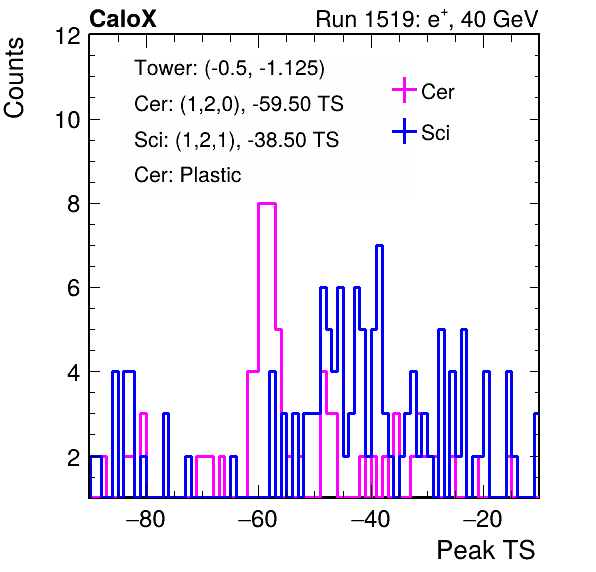 CaloX Run 1519: e⁺, 40 GeV
Counts
12
10
8
6
4
2
Tower: (-0.5, -1.125)
Cer: (1,2,0), -59.50 TS
Sci: (1,2,1), -38.50 TS
Cer: Plastic
Cer
Sci
−80 −60 −40 −20
Peak TS